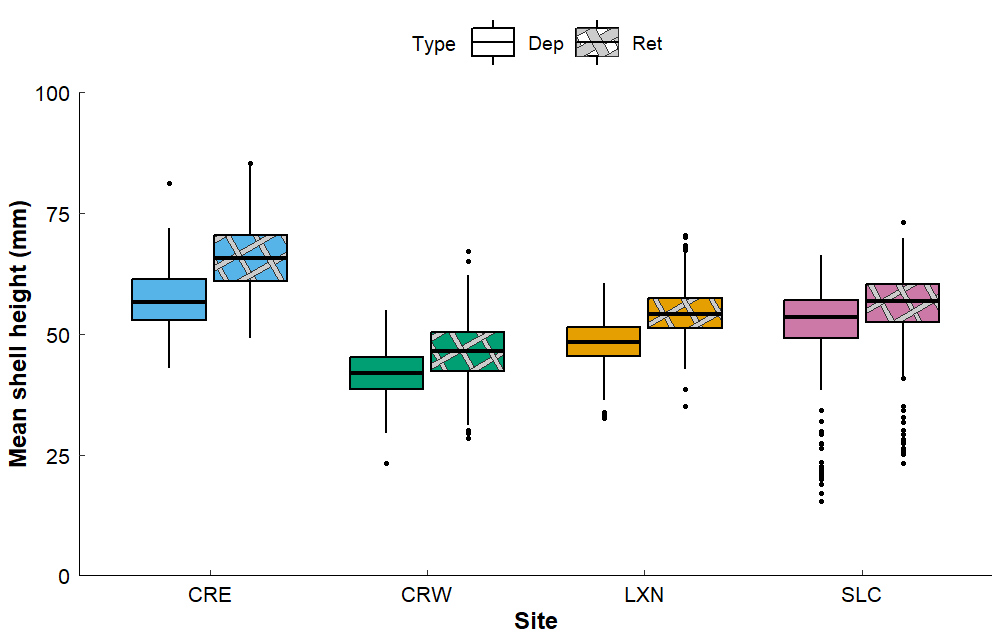 Type Dep Ret
100
75
50
25
0
Mean shell height (mm)
CRE CRW LXN SLC
Site